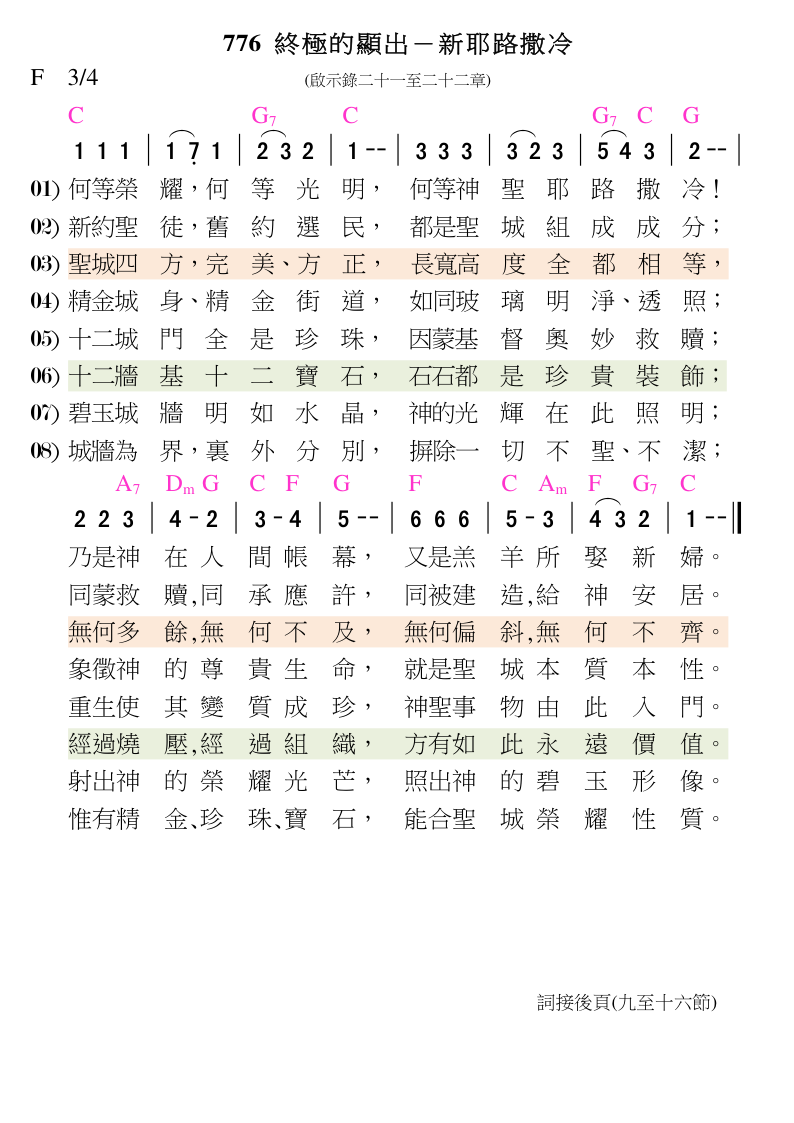 776 終極的顯出－新耶路撒冷
F 3/4 (啟示錄二十一至二十二章)
C G7 C G7 C G
1 1 1 | 1 7̣ 1 | 2 3 2 | 1 -- | 3 3 3 | 3 2 3 | 5 4 3 | 2 -- |
01) 何等榮耀，何等光明，何等神聖耶路撒冷！
02) 新約聖徒，舊約選民，都是聖城組成成分；
03) 聖城四方，完美、方正，長寬高度全都相等，
04) 精金城身、精金街道，如同玻璃明淨、透照；
05) 十二城門全是珍珠，因蒙基督奧妙救贖；
06) 十二牆基十二寶石，石石都是珍貴裝飾；
07) 碧玉城牆明如水晶，神的光輝在此照明；
08) 城牆為界，裏外分別，摒除一切不聖、不潔；
A7 Dm G C F G F C Am F G7 C
2 2 3 | 4 - 2 | 3 - 4 | 5 -- | 6 6 6 | 5 - 3 | 4 3 2 | 1 -- ‖
乃是神在人間帳幕，又是羔羊所娶新婦。
同蒙救贖,同承應許，同被建造,給神安居。
無何多餘,無何不及，無何偏斜,無何不齊。
象徵神的尊貴生命，就是聖城本質本性。
重生使其變質成珍，神聖事物由此入門。
經過燒壓,經過組織，方有如此永遠價值。
射出神的榮耀光芒，照出神的碧玉形像。
惟有精金、珍珠、寶石，能合聖城榮耀性質。
詞接後頁(九至十六節)